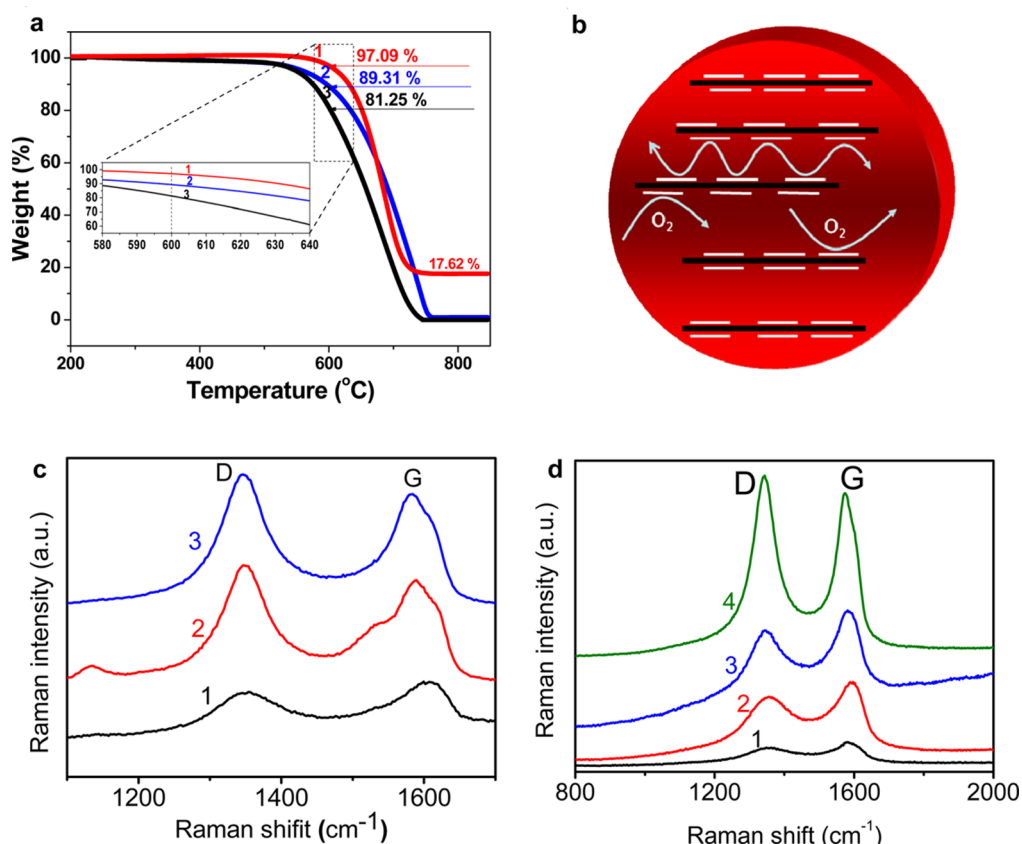 a
100
80
60
40
20
0
Weight (%)
1
2
3
97.09 %
89.31 %
81.25 %
17.62 %
100
90
80
70
60
1
2
3
580 590 600 610 620 630 640
200 400 600 800
Temperature (oC)
b
O2
O2
c
D
G
3
2
1
Raman intensity (a.u.)
1200 1400 1600
Raman shifit (cm-1)
d
D
G
4
3
2
1
Raman intensity (a.u.)
800 1200 1600 2000
Raman shift (cm-1)